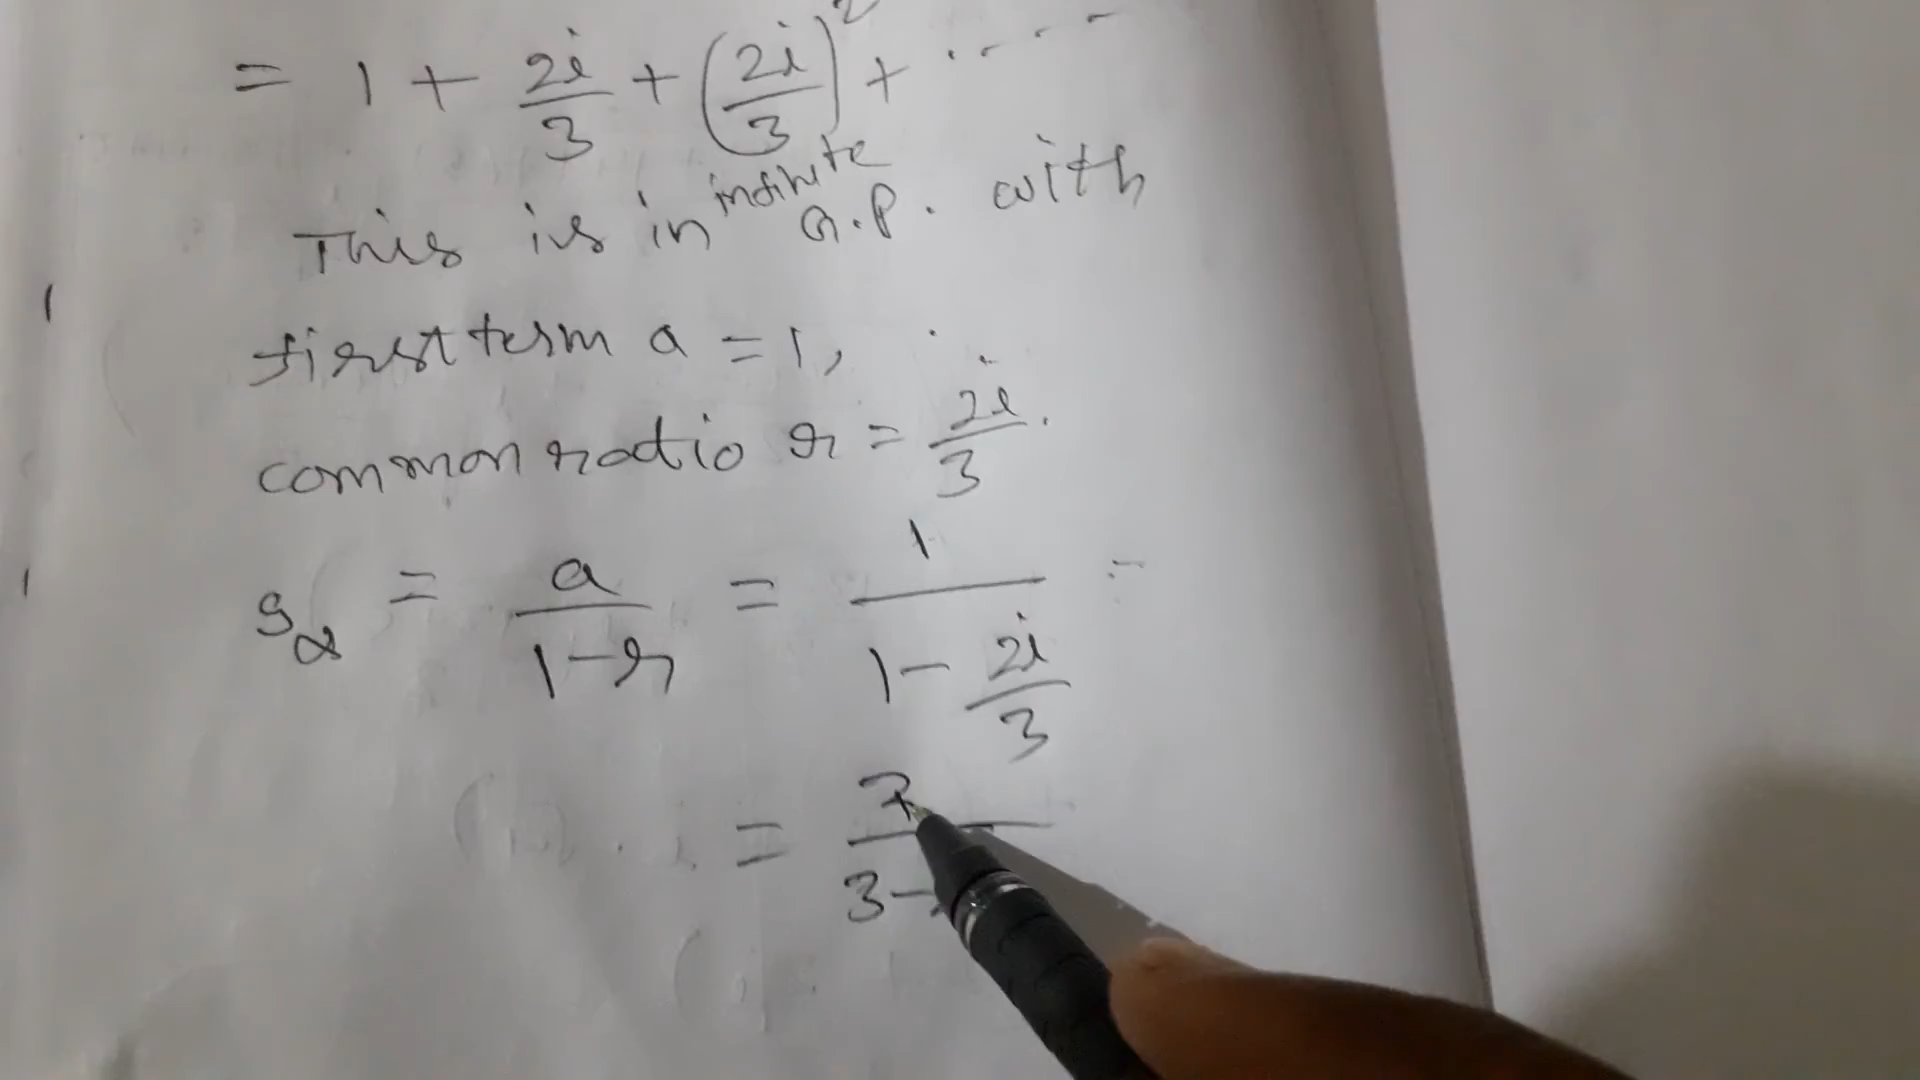 = 1 + 2i/3 + (2i/3)² + ....
This is in infinite G.P. with
first term a = 1,
common ratio r = 2i/3.
S∞ = a/(1-r) = 1/(1 - 2i/3) =
= 3/(3-